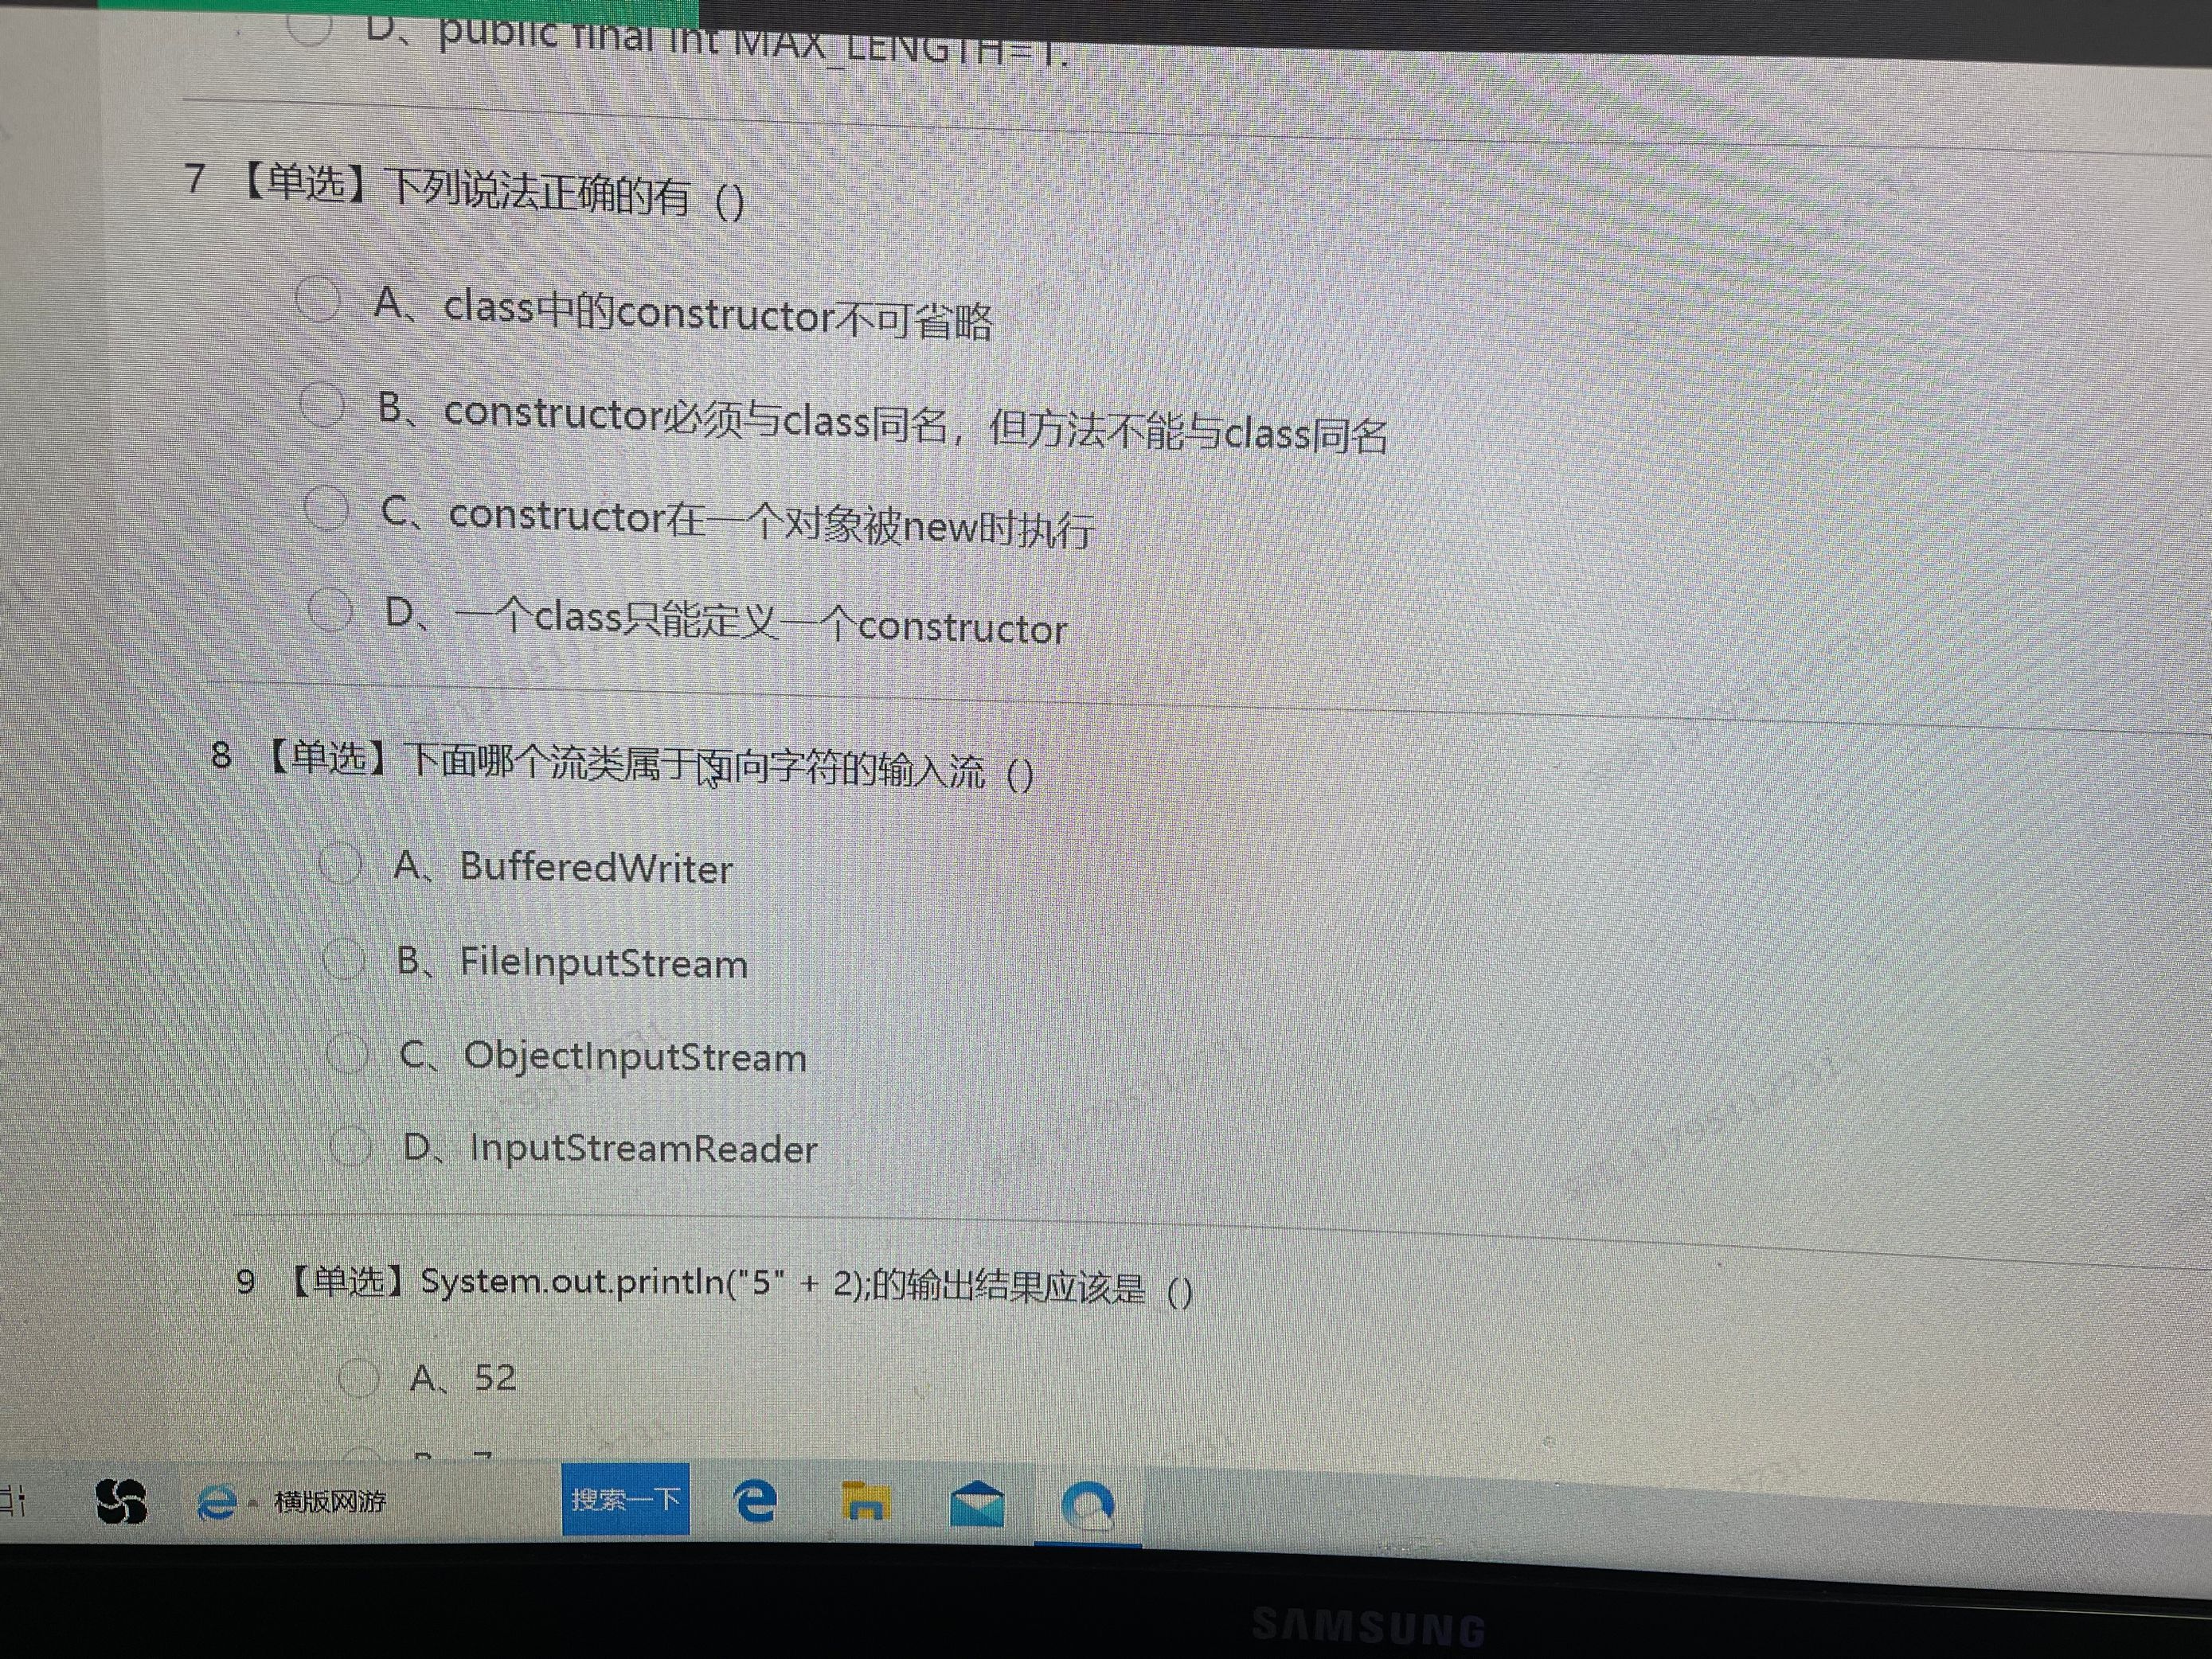 D、public final int MAX_LENGTH=1.
7 【单选】下列说法正确的有 ()
A、class中的constructor不可省略
B、constructor必须与class同名，但方法不能与class同名
C、constructor在一个对象被new时执行
D、一个class只能定义一个constructor
8 【单选】下面哪个流类属于面向字符的输入流 ()
A、BufferedWriter
B、FileInputStream
C、ObjectInputStream
D、InputStreamReader
9 【单选】System.out.println("5" + 2);的输出结果应该是 ()
A、52
横版网游
搜索一下
SAMSUNG